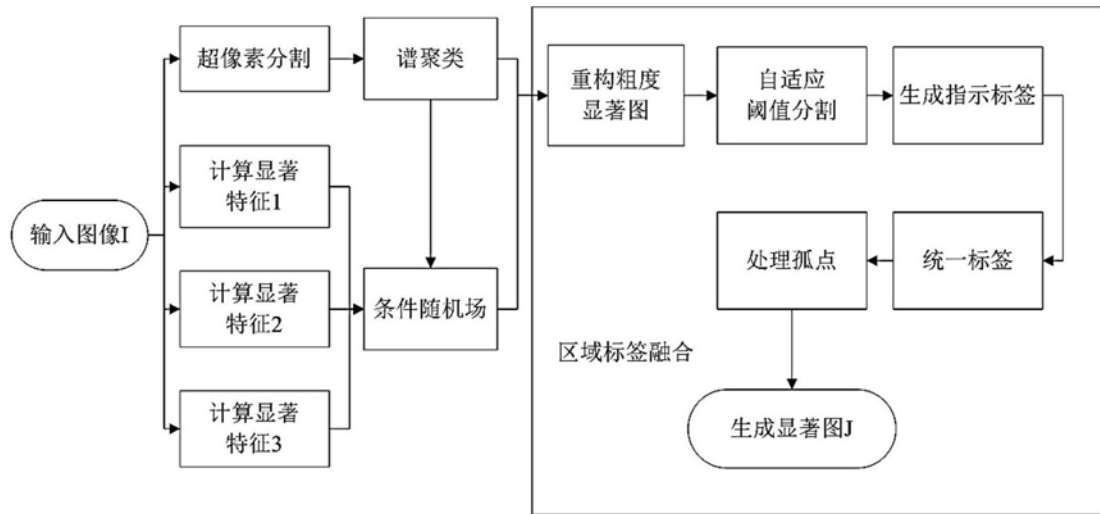 超像素分割
谱聚类
重构粗度
显著图
自适应
阈值分割
生成指示标签
计算显著
特征1
输入图像I
计算显著
特征2
条件随机场
处理孤点
统一标签
区域标签融合
计算显著
特征3
生成显著图J